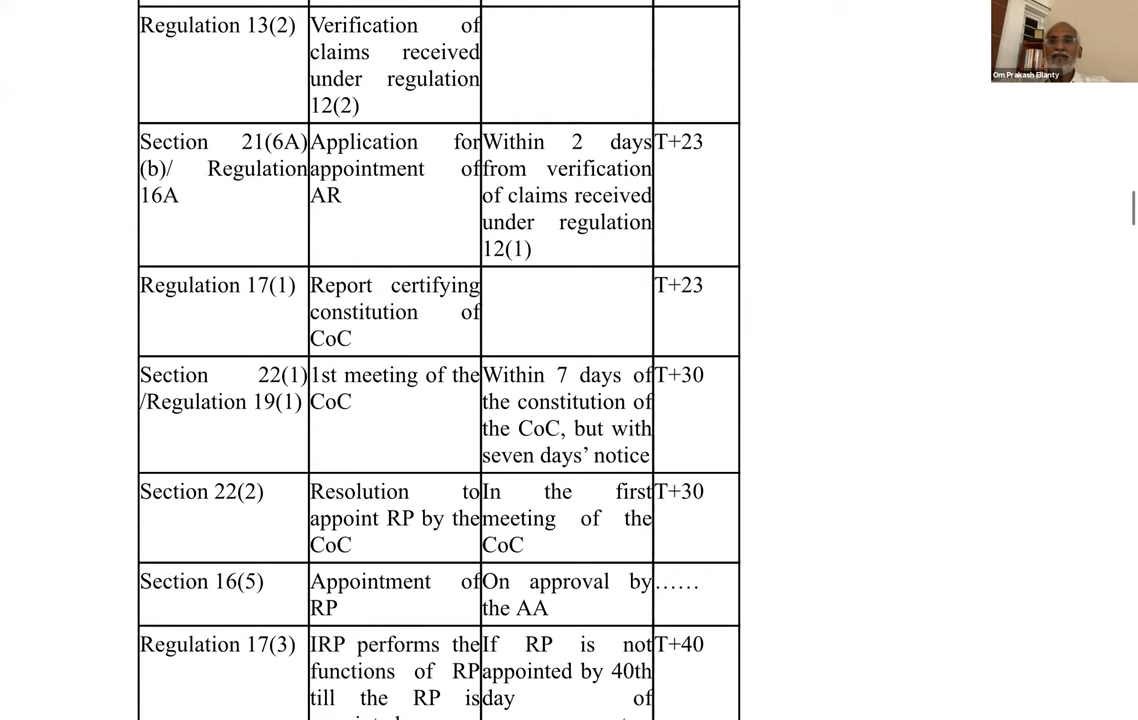 Regulation 13(2)
Verification of
claims received
under regulation
12(2)
Section 21(6A)
(b)/ Regulation
16A
Application for
appointment of
AR
Within 2 days
from verification
of claims received
under regulation
12(1)
T+23
Regulation 17(1)
Report certifying
constitution of
CoC
T+23
Section 22(1)
/Regulation 19(1)
1st meeting of the
CoC
Within 7 days of
the constitution of
the CoC, but with
seven days’ notice
T+30
Section 22(2)
Resolution to
appoint RP by the
CoC
In the first
meeting of the
CoC
T+30
Section 16(5)
Appointment of
RP
On approval by
the AA
……
Regulation 17(3)
IRP performs the
functions of RP
till the RP is
If RP is not
appointed by 40th
day of
T+40
Om Prakash Ellanty